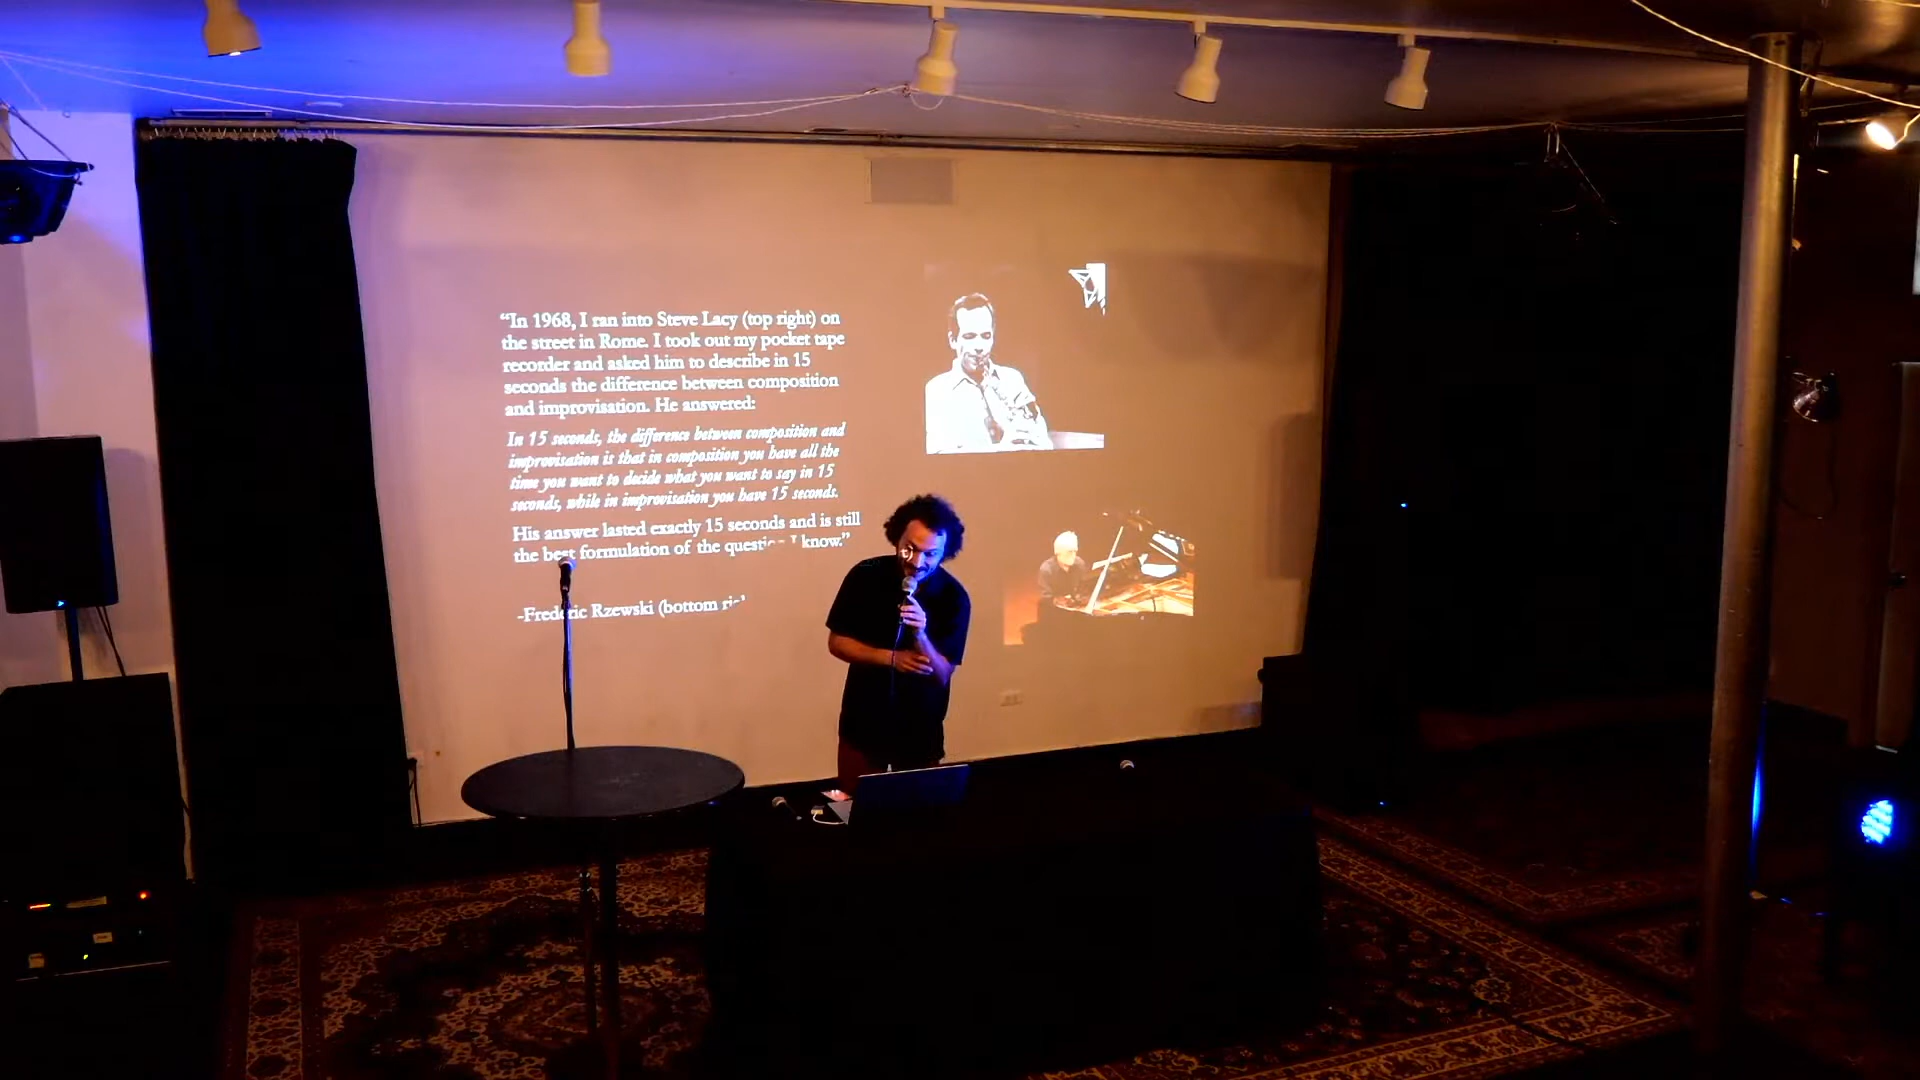 “In 1968, I ran into Steve Lacy (top right) on
the street in Rome. I took out my pocket tape
recorder and asked him to describe in 15
seconds the difference between composition
and improvisation. He answered:
In 15 seconds, the difference between composition and
improvisation is that in composition you have all the
time you want to decide what you want to say in 15
seconds, while in improvisation you have 15 seconds.
His answer lasted exactly 15 seconds and is still
the best formulation of the question I know.”
-Frederic Rzewski (bottom